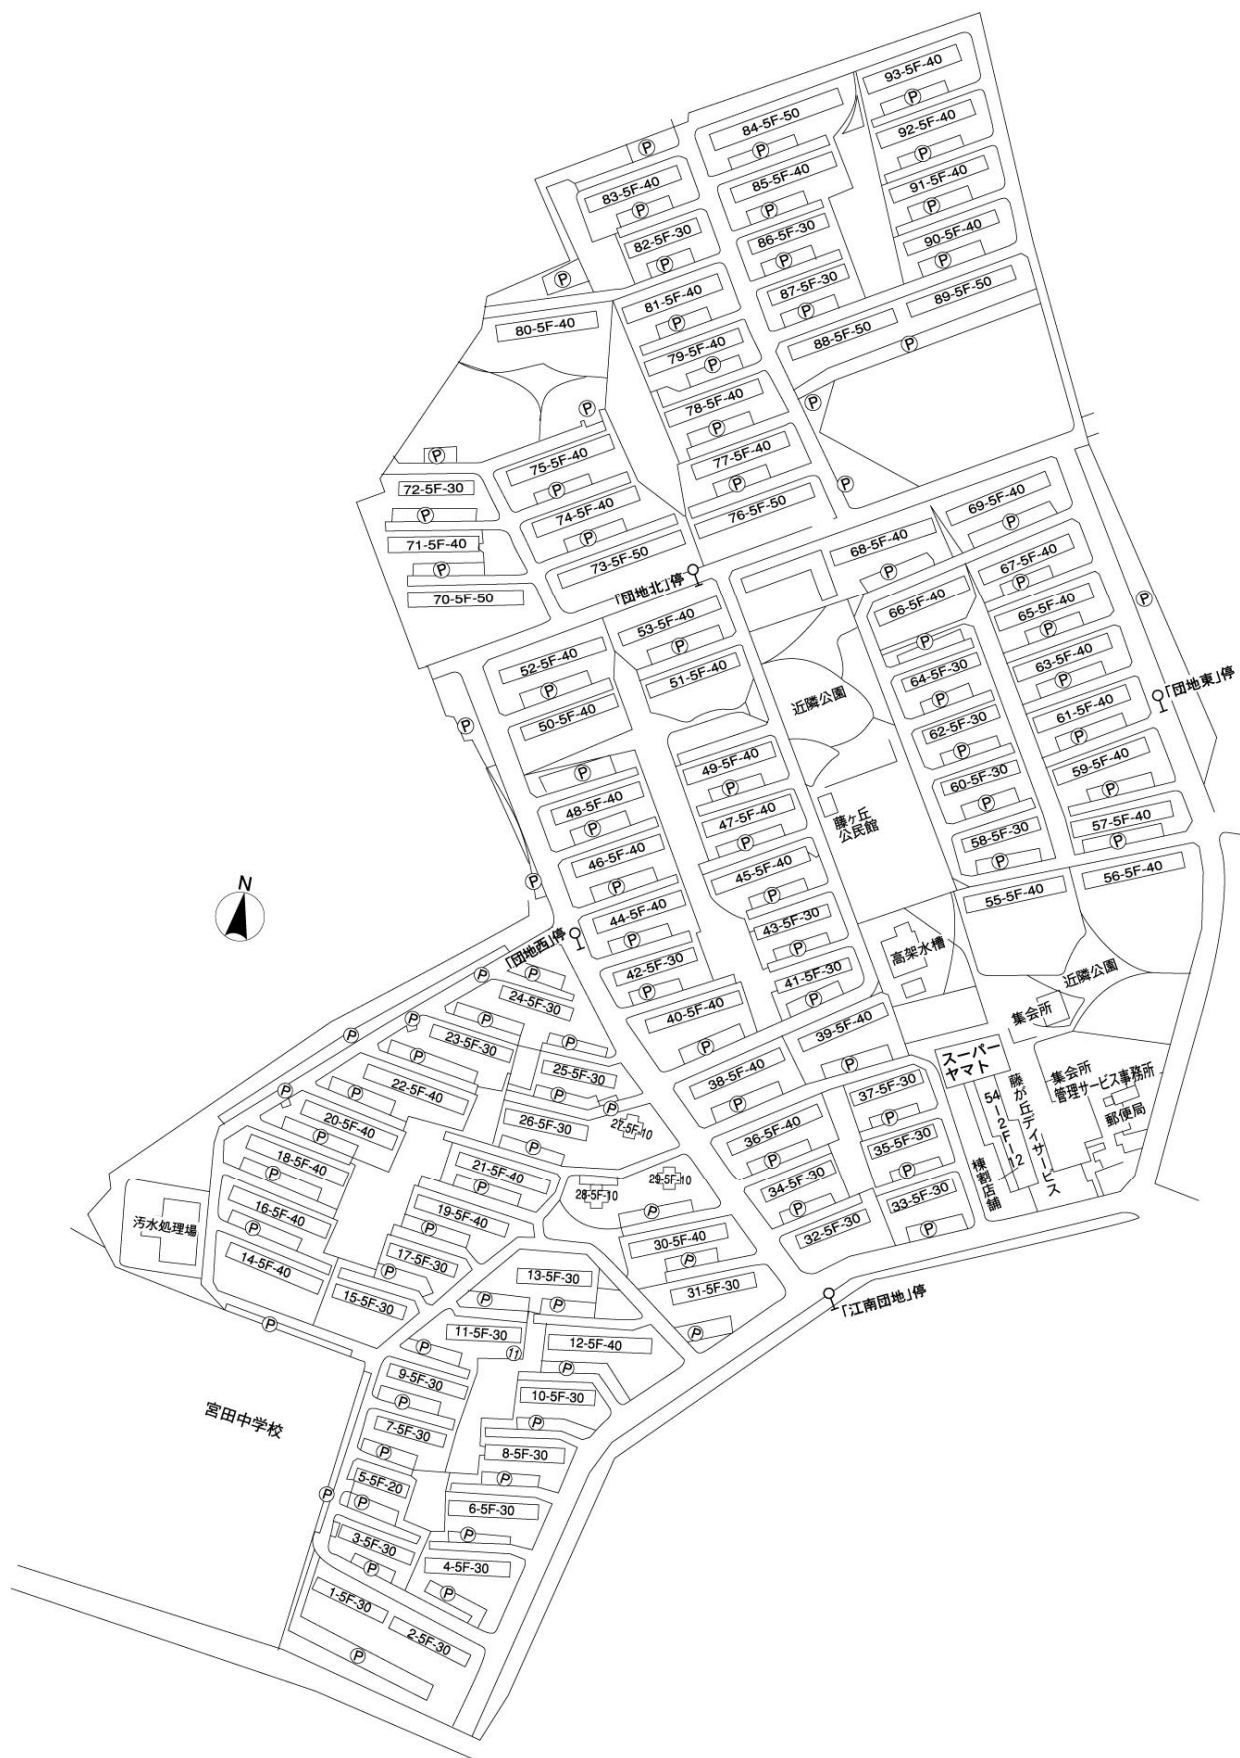 93-5F-40
Ⓟ
84-5F-50
Ⓟ
92-5F-40
Ⓟ
Ⓟ
85-5F-40
Ⓟ
91-5F-40
Ⓟ
83-5F-40
Ⓟ
86-5F-30
Ⓟ
90-5F-40
Ⓟ
82-5F-30
Ⓟ
Ⓟ
87-5F-30
Ⓟ
89-5F-50
81-5F-40
Ⓟ
80-5F-40
88-5F-50
Ⓟ
79-5F-40
Ⓟ
78-5F-40
Ⓟ
Ⓟ
Ⓟ
77-5F-40
Ⓟ
Ⓟ
75-5F-40
Ⓟ
Ⓟ
72-5F-30
Ⓟ
76-5F-50
69-5F-40
Ⓟ
74-5F-40
Ⓟ
71-5F-40
Ⓟ
73-5F-50
68-5F-40
Ⓟ
67-5F-40
Ⓟ
「団地北」停
70-5F-50
66-5F-40
Ⓟ
65-5F-40
Ⓟ
Ⓟ
53-5F-40
Ⓟ
52-5F-40
Ⓟ
51-5F-40
64-5F-30
Ⓟ
63-5F-40
Ⓟ
「団地東」停
近隣公園
50-5F-40
Ⓟ
62-5F-30
Ⓟ
61-5F-40
Ⓟ
49-5F-40
Ⓟ
Ⓟ
60-5F-30
Ⓟ
59-5F-40
Ⓟ
48-5F-40
Ⓟ
47-5F-40
Ⓟ
藤ヶ丘
公民館
58-5F-30
Ⓟ
57-5F-40
Ⓟ
46-5F-40
Ⓟ
45-5F-40
Ⓟ
55-5F-40
56-5F-40
N
Ⓟ
44-5F-40
Ⓟ
43-5F-30
Ⓟ
「団地西」停
高架水槽
近隣公園
42-5F-30
Ⓟ
41-5F-30
Ⓟ
集会所
Ⓟ
Ⓟ
24-5F-30
40-5F-40
Ⓟ
39-5F-40
Ⓟ
スーパー
ヤマト
Ⓟ
Ⓟ
23-5F-30
Ⓟ
Ⓟ
Ⓟ
25-5F-30
Ⓟ
38-5F-40
Ⓟ
37-5F-30
Ⓟ
54-2F-12
藤が丘デイサービス
集会所
管理サービス事務所
郵便局
22-5F-40
Ⓟ
Ⓟ
20-5F-40
Ⓟ
26-5F-30
Ⓟ
Ⓟ
27-5F-10
36-5F-40
Ⓟ
35-5F-30
Ⓟ
18-5F-40
Ⓟ
21-5F-40
Ⓟ
28-5F-10
29-5F-10
Ⓟ
34-5F-30
Ⓟ
33-5F-30
Ⓟ
棟割店舗
汚水処理場
16-5F-40
Ⓟ
19-5F-40
Ⓟ
30-5F-40
Ⓟ
32-5F-30
14-5F-40
17-5F-30
Ⓟ
15-5F-30
13-5F-30
Ⓟ
Ⓟ
31-5F-30
Ⓟ
「江南団地」停
Ⓟ
11-5F-30
⑪
Ⓟ
12-5F-40
Ⓟ
9-5F-30
Ⓟ
10-5F-30
Ⓟ
宮田中学校
7-5F-30
Ⓟ
8-5F-30
Ⓟ
5-5F-20
Ⓟ
Ⓟ
6-5F-30
Ⓟ
3-5F-30
Ⓟ
4-5F-30
Ⓟ
1-5F-30
2-5F-30
Ⓟ